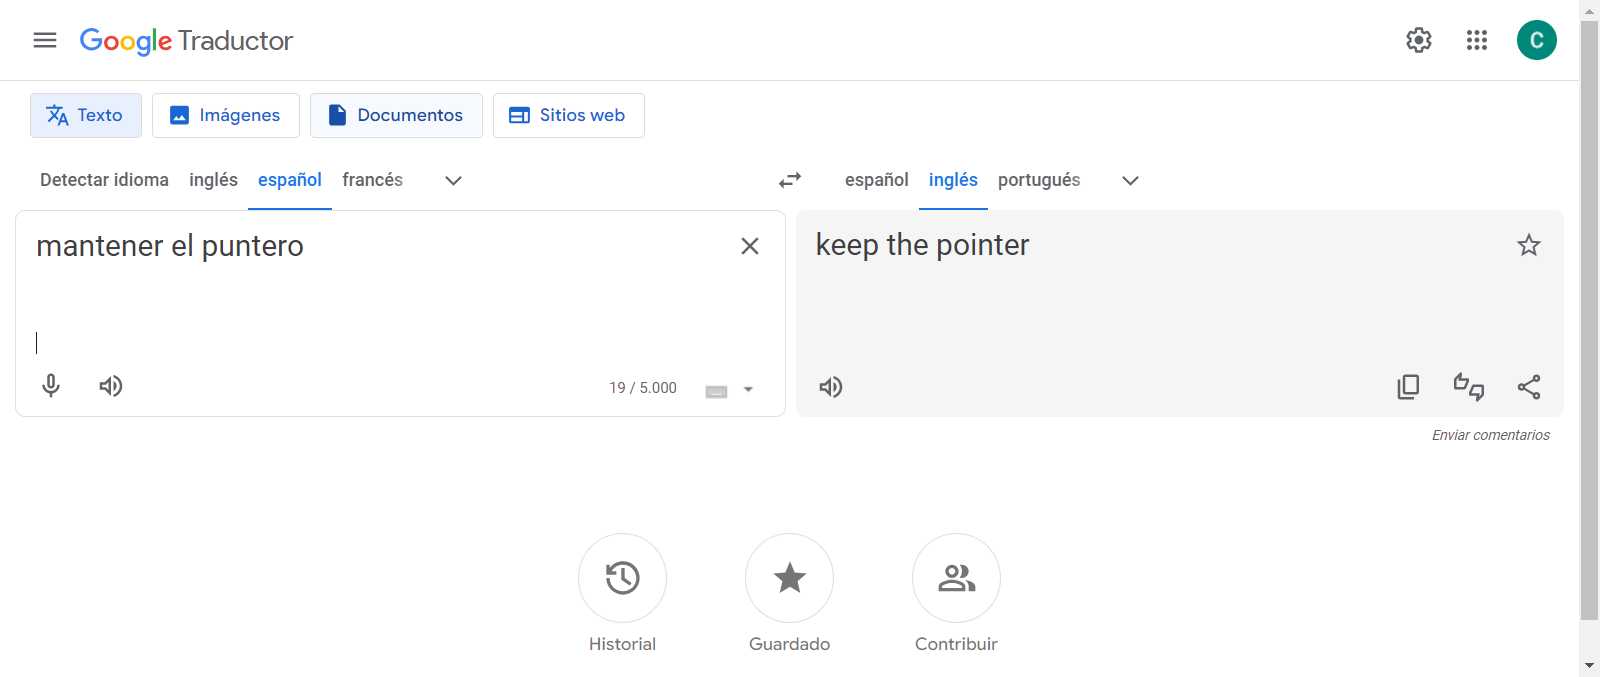 Google Traductor
C
Texto
Imágenes
Documentos
Sitios web
Detectar idioma
inglés
español
francés
español
inglés
portugués
mantener el puntero
keep the pointer
19 / 5.000
Enviar comentarios
Historial
Guardado
Contribuir